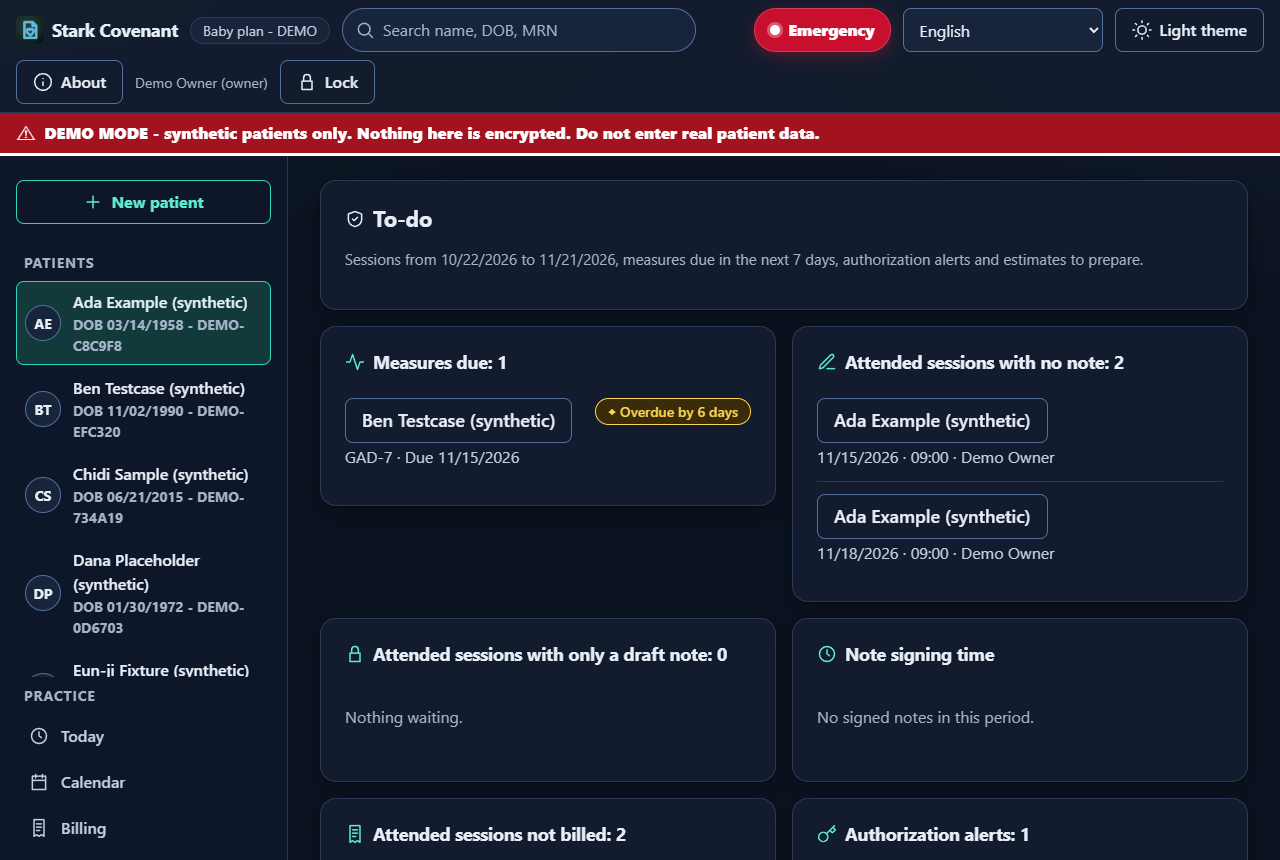 Stark Covenant
Baby plan - DEMO
Search name, DOB, MRN
Emergency
English
Light theme
About
Demo Owner (owner)
Lock
DEMO MODE - synthetic patients only. Nothing here is encrypted. Do not enter real patient data.
New patient
PATIENTS
AE
Ada Example (synthetic)
DOB 03/14/1958 - DEMO-
C8C9F8
BT
Ben Testcase (synthetic)
DOB 11/02/1990 - DEMO-
EFC320
CS
Chidi Sample (synthetic)
DOB 06/21/2015 - DEMO-
734A19
DP
Dana Placeholder
(synthetic)
DOB 01/30/1972 - DEMO-
0D6703
Eun-ji Fixture (synthetic)
PRACTICE
Today
Calendar
Billing
To-do
Sessions from 10/22/2026 to 11/21/2026, measures due in the next 7 days, authorization alerts and estimates to prepare.
Measures due: 1
Ben Testcase (synthetic)
Overdue by 6 days
GAD-7 · Due 11/15/2026
Attended sessions with no note: 2
Ada Example (synthetic)
11/15/2026 · 09:00 · Demo Owner
Ada Example (synthetic)
11/18/2026 · 09:00 · Demo Owner
Attended sessions with only a draft note: 0
Nothing waiting.
Note signing time
No signed notes in this period.
Attended sessions not billed: 2
Authorization alerts: 1